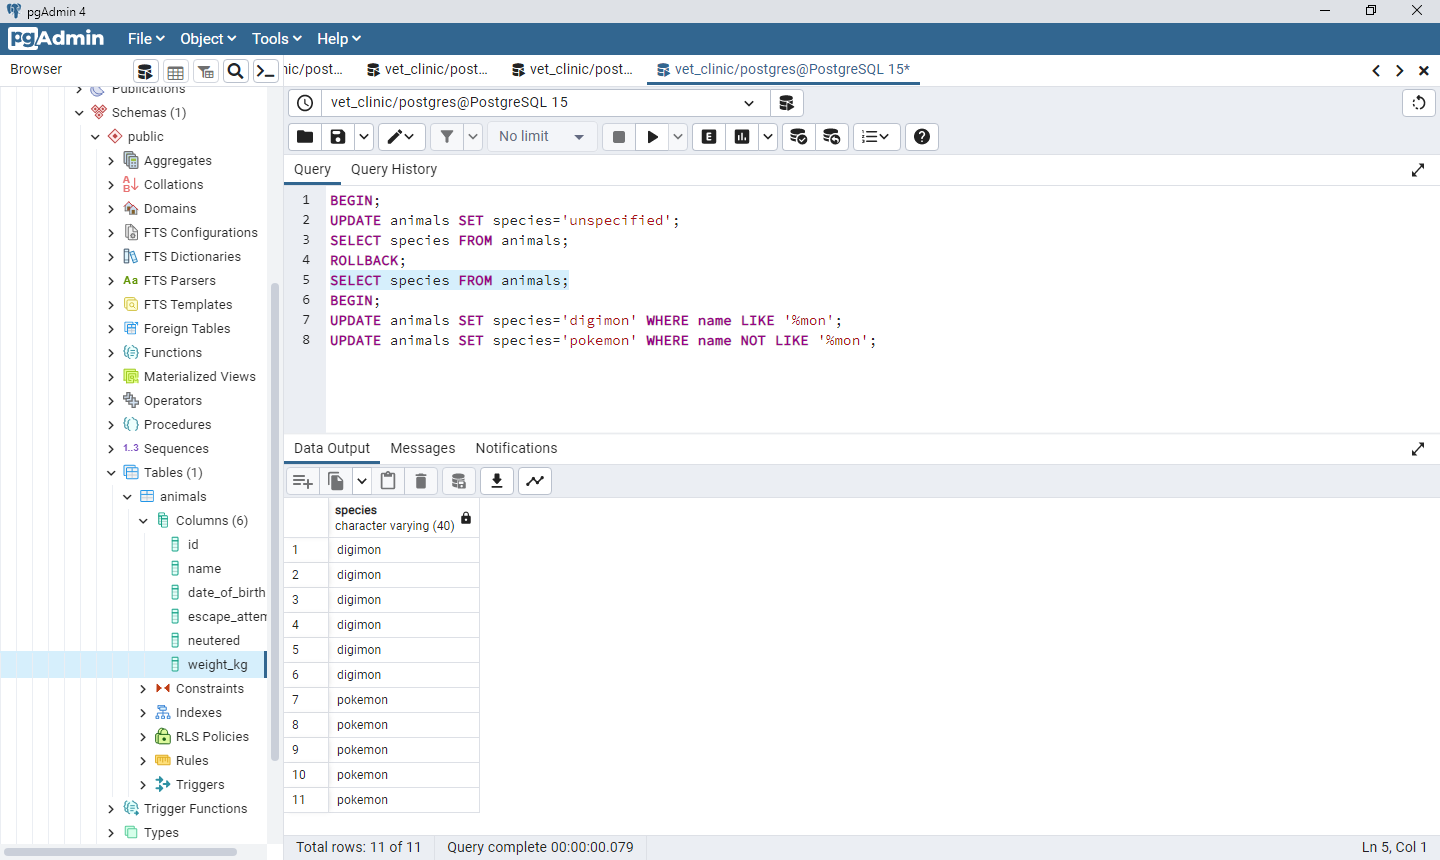 pgAdmin 4
pgAdmin File Object Tools Help
Browser
nic/post... vet_clinic/post... vet_clinic/post... vet_clinic/postgres@PostgreSQL 15*
Publications
Schemas (1)
public
Aggregates
Collations
Domains
FTS Configurations
FTS Dictionaries
Aa FTS Parsers
FTS Templates
Foreign Tables
Functions
Materialized Views
Operators
Procedures
1..3 Sequences
Tables (1)
animals
Columns (6)
id
name
date_of_birth
escape_attem
neutered
weight_kg
Constraints
Indexes
RLS Policies
Rules
Triggers
Trigger Functions
Types
vet_clinic/postgres@PostgreSQL 15
No limit
E
Query Query History
1 BEGIN;
2 UPDATE animals SET species='unspecified';
3 SELECT species FROM animals;
4 ROLLBACK;
5 SELECT species FROM animals;
6 BEGIN;
7 UPDATE animals SET species='digimon' WHERE name LIKE '%mon';
8 UPDATE animals SET species='pokemon' WHERE name NOT LIKE '%mon';
Data Output Messages Notifications
species
character varying (40)
1 digimon
2 digimon
3 digimon
4 digimon
5 digimon
6 digimon
7 pokemon
8 pokemon
9 pokemon
10 pokemon
11 pokemon
Total rows: 11 of 11 Query complete 00:00:00.079 Ln 5, Col 1